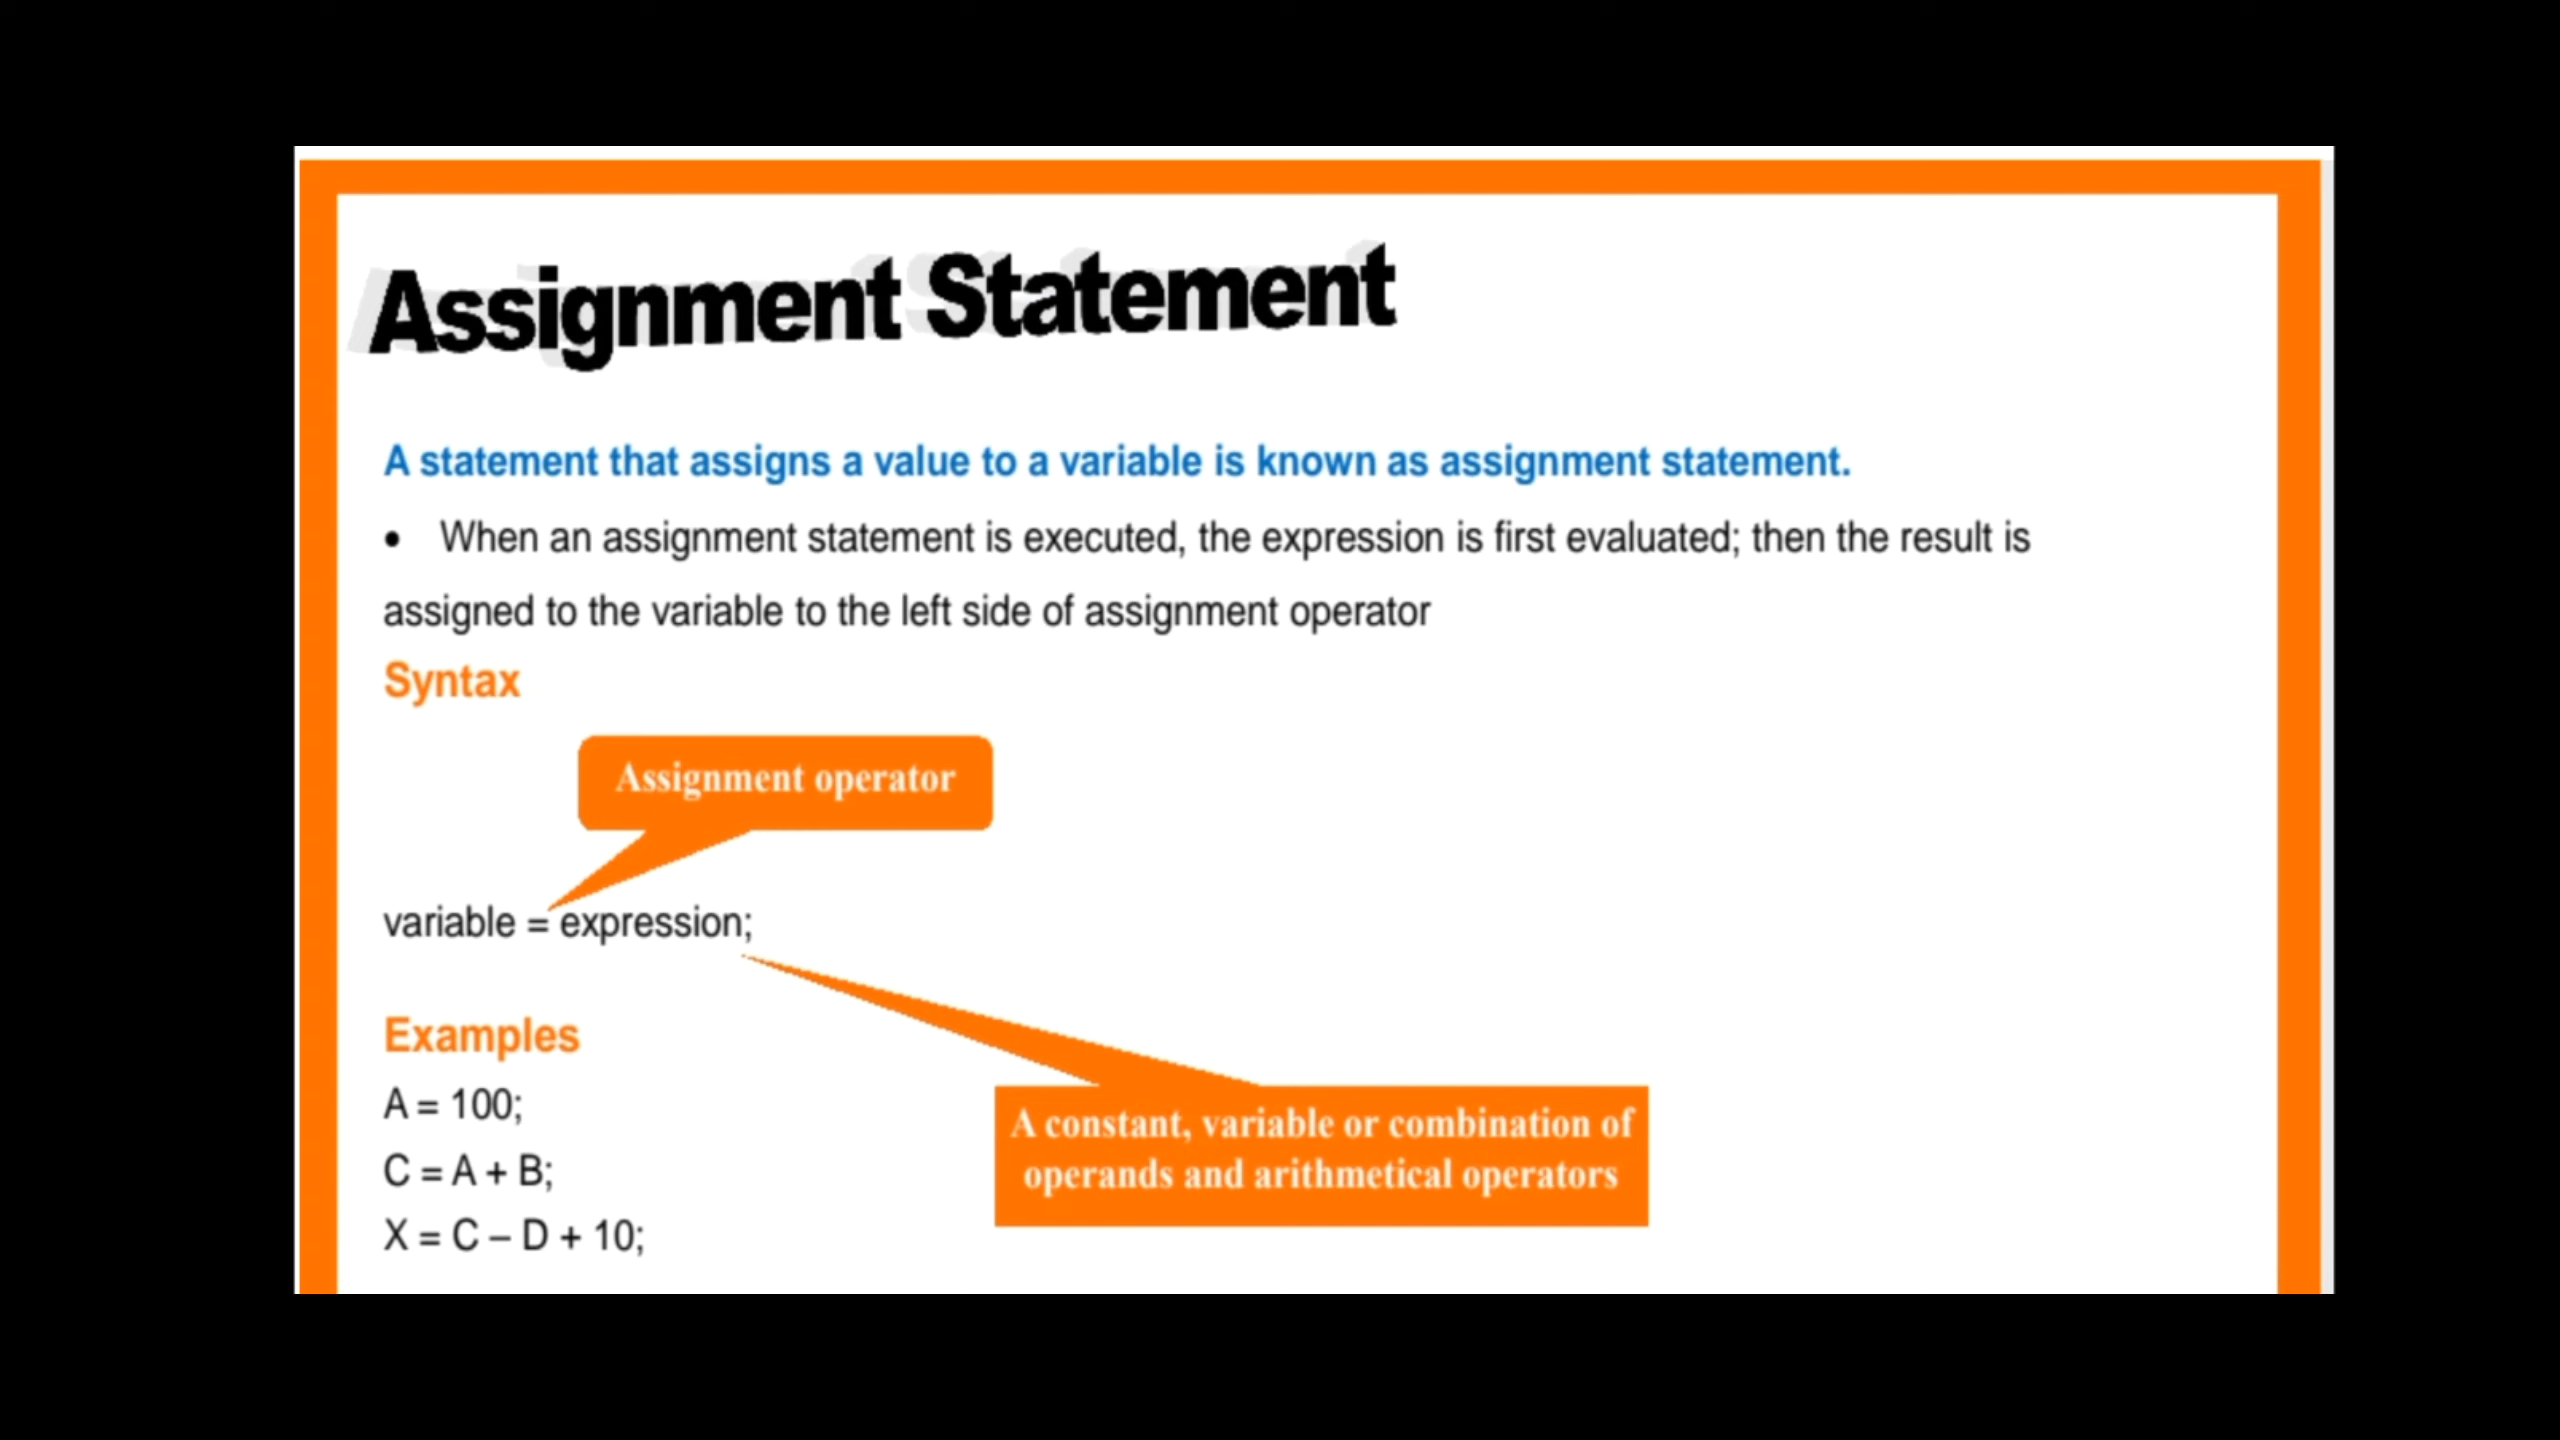 Assignment Statement
A statement that assigns a value to a variable is known as assignment statement.
• When an assignment statement is executed, the expression is first evaluated; then the result is
assigned to the variable to the left side of assignment operator
Syntax
Assignment operator
variable = expression;
Examples
A = 100;
C = A + B;
X = C – D + 10;
A constant, variable or combination of
operands and arithmetical operators